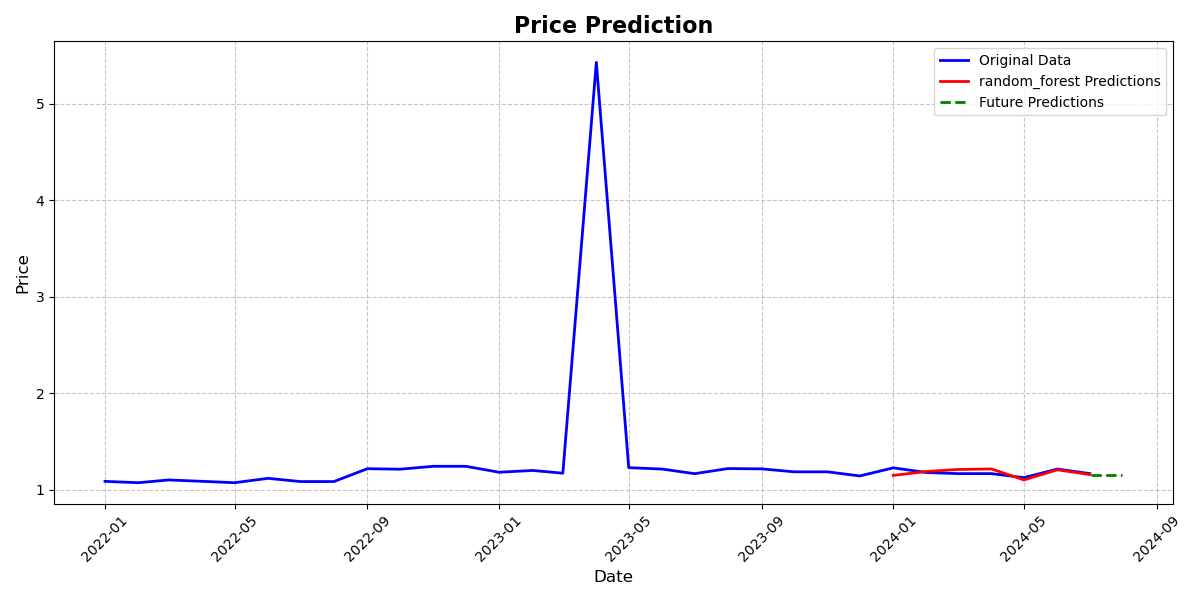 Price Prediction
Original Data
random_forest Predictions
Future Predictions
Price
5
4
3
2
1
2022-01
2022-05
2022-09
2023-01
2023-05
2023-09
2024-01
2024-05
2024-09
Date